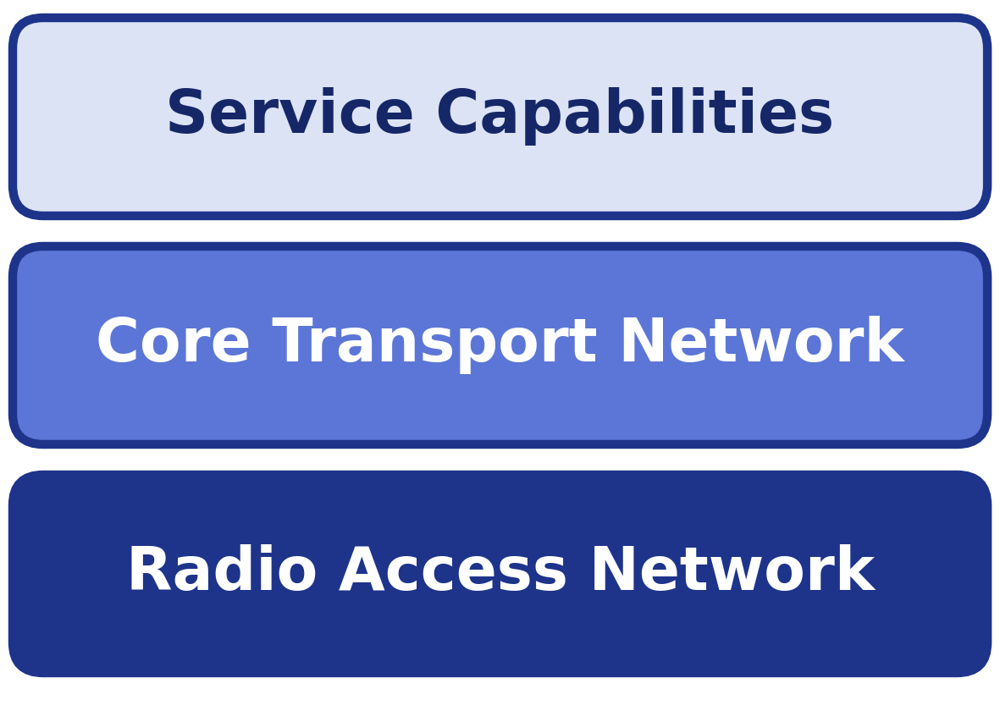 Service Capabilities
Core Transport Network
Radio Access Network